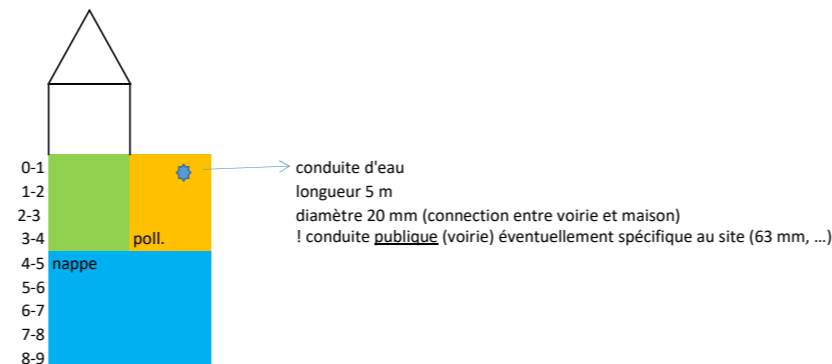 0-1 conduite d'eau
1-2 longueur 5 m
2-3 diamètre 20 mm (connection entre voirie et maison)
3-4 poll. ! conduite publique (voirie) éventuellement spécifique au site (63 mm, ...)
4-5 nappe
5-6
6-7
7-8
8-9